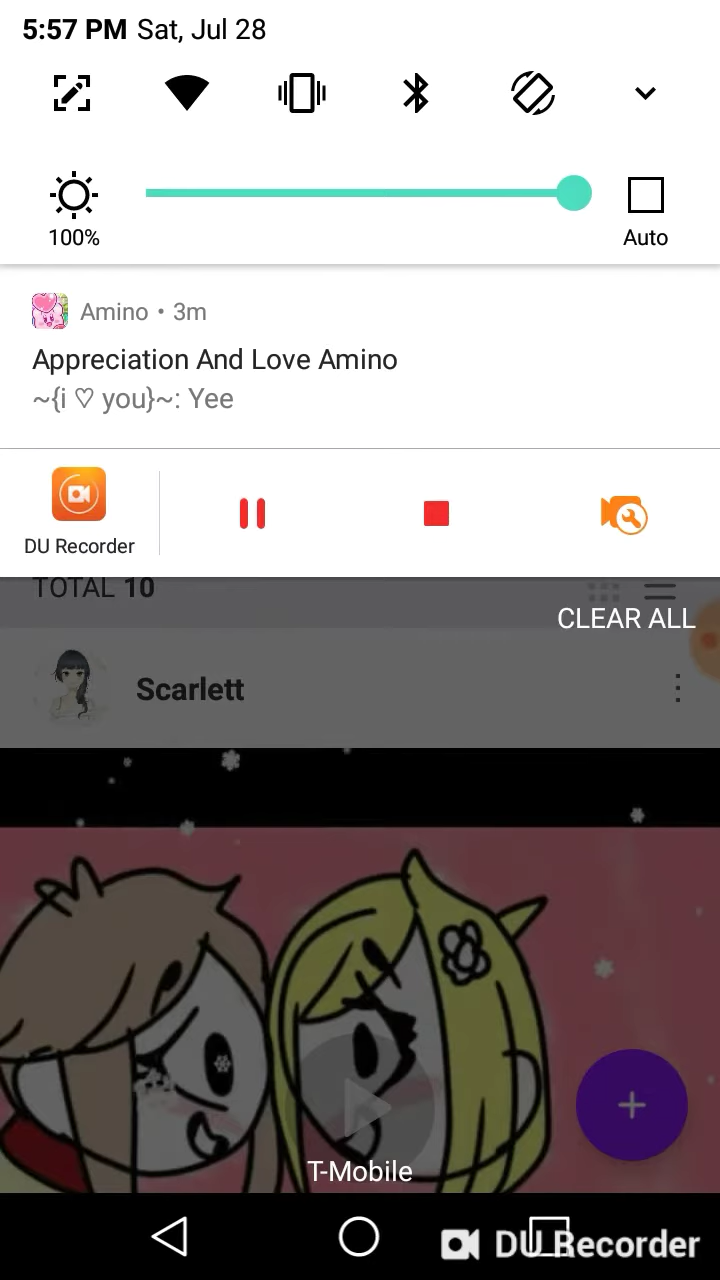 5:57 PM Sat, Jul 28
100%
Auto
Amino • 3m
Appreciation And Love Amino
~{i ♡ you}~: Yee
DU Recorder
TOTAL 10
CLEAR ALL
Scarlett
T-Mobile
DU Recorder